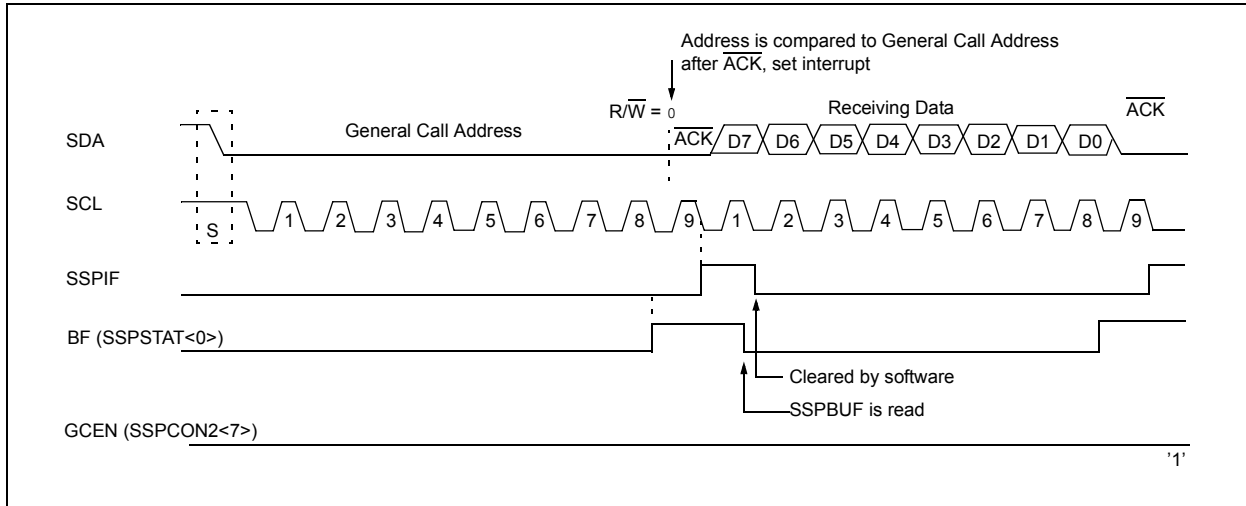 Address is compared to General Call Address
after ACK, set interrupt
R/W = 0
Receiving Data
ACK
SDA
General Call Address
ACK D7 D6 D5 D4 D3 D2 D1 D0
SCL
S
1 2 3 4 5 6 7 8 9 1 2 3 4 5 6 7 8 9
SSPIF
BF (SSPSTAT<0>)
Cleared by software
SSPBUF is read
GCEN (SSPCON2<7>)
'1'